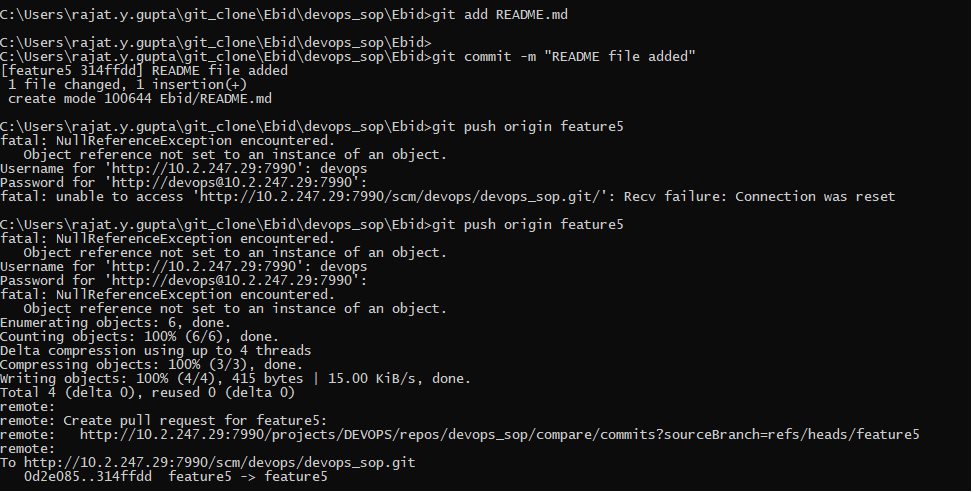 C:\Users\rajat.y.gupta\git_clone\Ebid\devops_sop\Ebid>git add README.md
C:\Users\rajat.y.gupta\git_clone\Ebid\devops_sop\Ebid>
C:\Users\rajat.y.gupta\git_clone\Ebid\devops_sop\Ebid>git commit -m "README file added"
[feature5 314ffdd] README file added
 1 file changed, 1 insertion(+)
 create mode 100644 Ebid/README.md
C:\Users\rajat.y.gupta\git_clone\Ebid\devops_sop\Ebid>git push origin feature5
fatal: NullReferenceException encountered.
   Object reference not set to an instance of an object.
Username for 'http://10.2.247.29:7990': devops
Password for 'http://devops@10.2.247.29:7990':
fatal: unable to access 'http://10.2.247.29:7990/scm/devops/devops_sop.git/': Recv failure: Connection was reset
C:\Users\rajat.y.gupta\git_clone\Ebid\devops_sop\Ebid>git push origin feature5
fatal: NullReferenceException encountered.
   Object reference not set to an instance of an object.
Username for 'http://10.2.247.29:7990': devops
Password for 'http://devops@10.2.247.29:7990':
fatal: NullReferenceException encountered.
   Object reference not set to an instance of an object.
Enumerating objects: 6, done.
Counting objects: 100% (6/6), done.
Delta compression using up to 4 threads
Compressing objects: 100% (3/3), done.
Writing objects: 100% (4/4), 415 bytes | 15.00 KiB/s, done.
Total 4 (delta 0), reused 0 (delta 0)
remote:
remote: Create pull request for feature5:
remote:   http://10.2.247.29:7990/projects/DEVOPS/repos/devops_sop/compare/commits?sourceBranch=refs/heads/feature5
remote:
To http://10.2.247.29:7990/scm/devops/devops_sop.git
   0d2e085..314ffdd  feature5 -> feature5